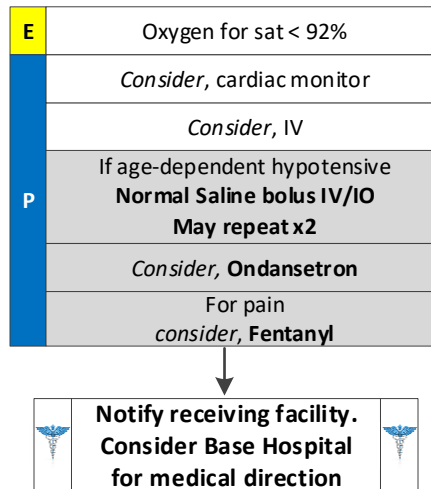 E
Oxygen for sat < 92%
Consider, cardiac monitor
Consider, IV
P
If age-dependent hypotensive
Normal Saline bolus IV/IO
May repeat x2
Consider, Ondansetron
For pain
consider, Fentanyl
Notify receiving facility.
Consider Base Hospital
for medical direction